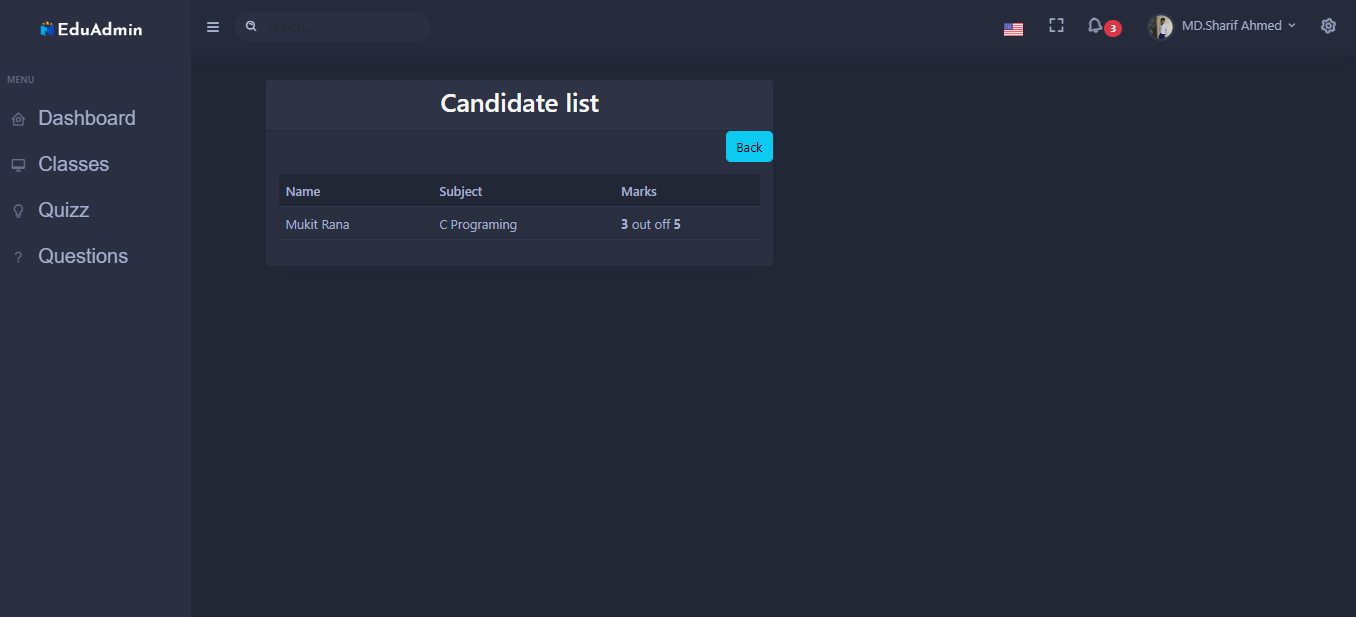 EduAdmin
Search...
3
MD.Sharif Ahmed
MENU
Dashboard
Classes
Quizz
Questions
Candidate list
Back
Name Subject Marks
Mukit Rana C Programing 3 out off 5